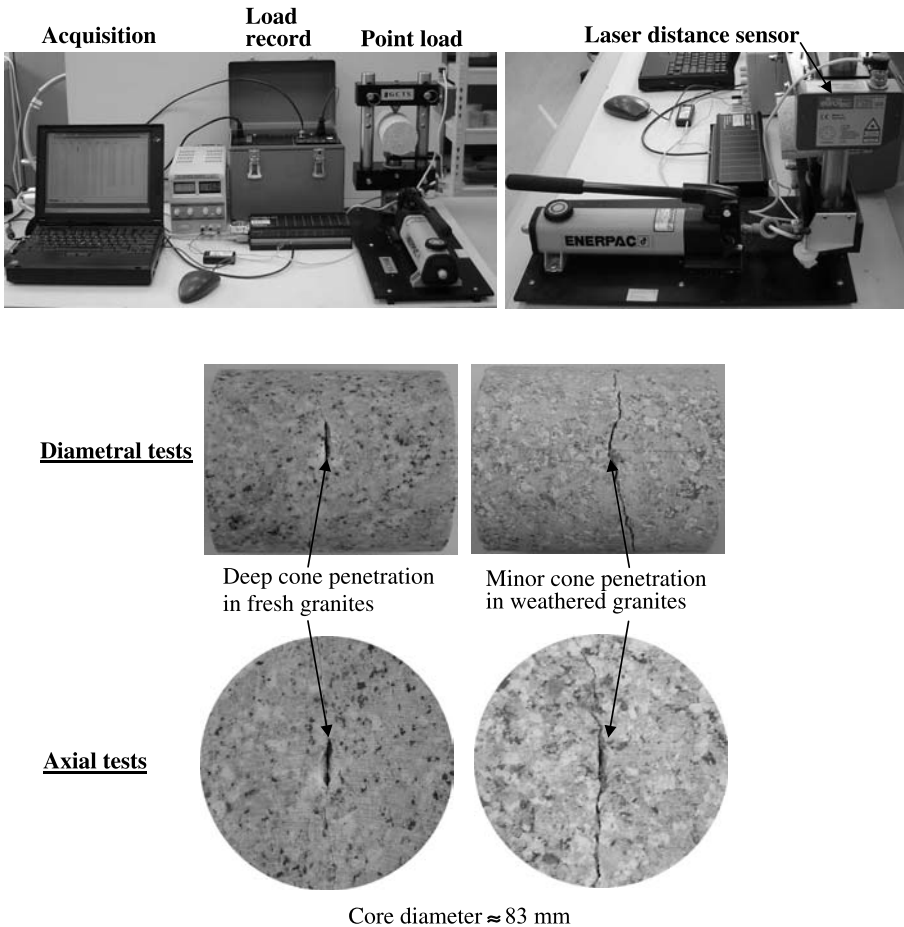 Acquisition
Load
record
Point load
Laser distance sensor
GCTS
ENERPAC
Diametral tests
Deep cone penetration
in fresh granites
Minor cone penetration
in weathered granites
Axial tests
Core diameter ≈ 83 mm